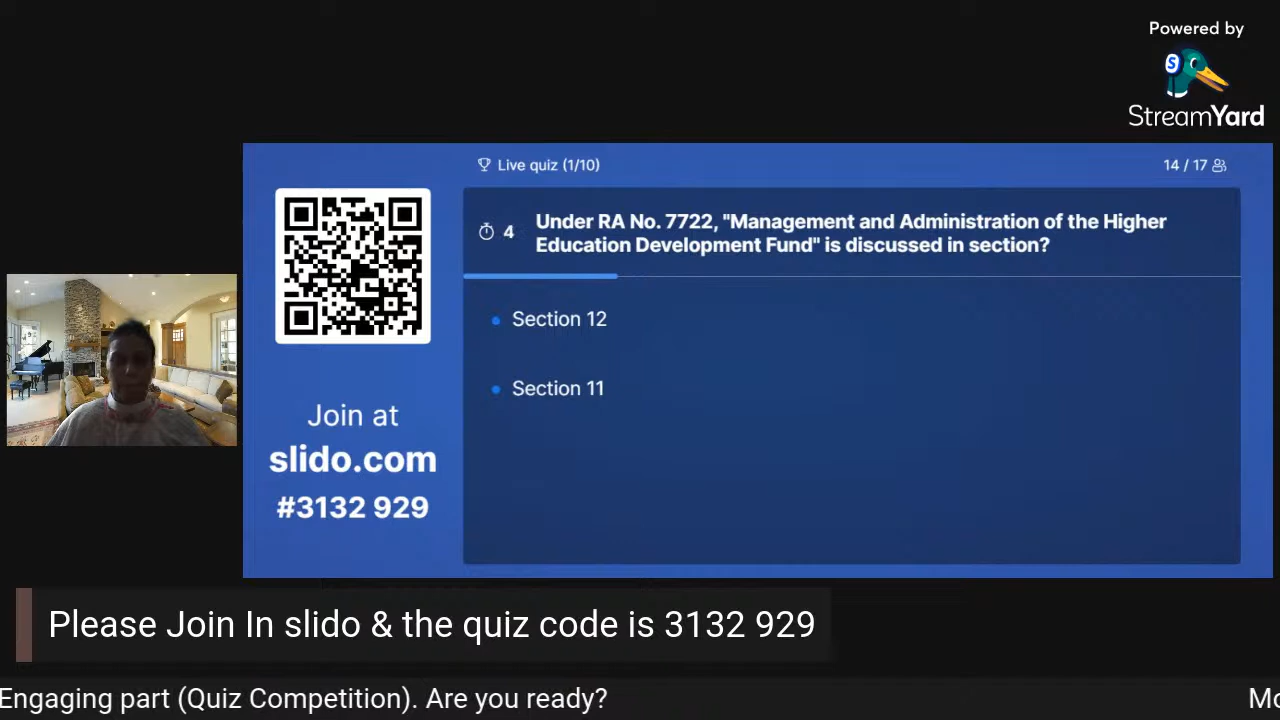 Powered by
StreamYard
Live quiz (1/10)
14 / 17
4
Under RA No. 7722, "Management and Administration of the Higher
Education Development Fund" is discussed in section?
Section 12
Section 11
Join at
slido.com
#3132 929
Please Join In slido & the quiz code is 3132 929
Engaging part (Quiz Competition). Are you ready?